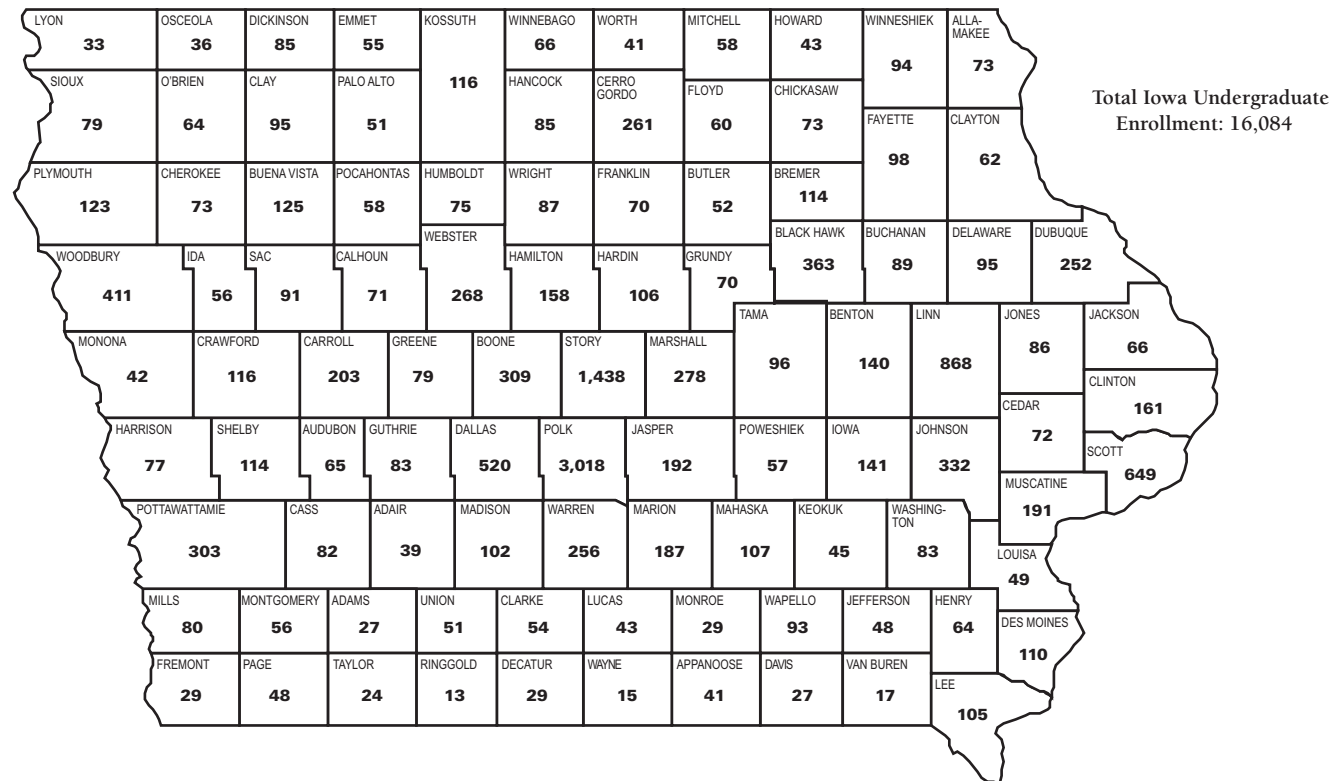 LYON
33
OSCEOLA
36
DICKINSON
85
EMMET
55
KOSSUTH
116
WINNEBAGO
66
WORTH
41
MITCHELL
58
HOWARD
43
WINNESHIEK
94
ALLA-
MAKEE
73
Total Iowa Undergraduate
Enrollment: 16,084
SIOUX
79
O'BRIEN
64
CLAY
95
PALO ALTO
51
HANCOCK
85
CERRO
GORDO
261
FLOYD
60
CHICKASAW
73
FAYETTE
98
CLAYTON
62
PLYMOUTH
123
CHEROKEE
73
BUENA VISTA
125
POCAHONTAS
58
HUMBOLDT
75
WRIGHT
87
FRANKLIN
70
BUTLER
52
BREMER
114
WOODBURY
411
IDA
56
SAC
91
CALHOUN
71
WEBSTER
268
HAMILTON
158
HARDIN
106
GRUNDY
70
BLACK HAWK
363
BUCHANAN
89
DELAWARE
95
DUBUQUE
252
MONONA
42
CRAWFORD
116
CARROLL
203
GREENE
79
BOONE
309
STORY
1,438
MARSHALL
278
TAMA
96
BENTON
140
LINN
868
JONES
86
JACKSON
66
CLINTON
161
HARRISON
77
SHELBY
114
AUDUBON
65
GUTHRIE
83
DALLAS
520
POLK
3,018
JASPER
192
POWESHIEK
57
IOWA
141
JOHNSON
332
CEDAR
72
SCOTT
649
MUSCATINE
191
POTTAWATTAMIE
303
CASS
82
ADAIR
39
MADISON
102
WARREN
256
MARION
187
MAHASKA
107
KEOKUK
45
WASHING-
TON
83
LOUISA
49
MILLS
80
MONTGOMERY
56
ADAMS
27
UNION
51
CLARKE
54
LUCAS
43
MONROE
29
WAPELLO
93
JEFFERSON
48
HENRY
64
DES MOINES
110
FREMONT
29
PAGE
48
TAYLOR
24
RINGGOLD
13
DECATUR
29
WAYNE
15
APPANOOSE
41
DAVIS
27
VAN BUREN
17
LEE
105